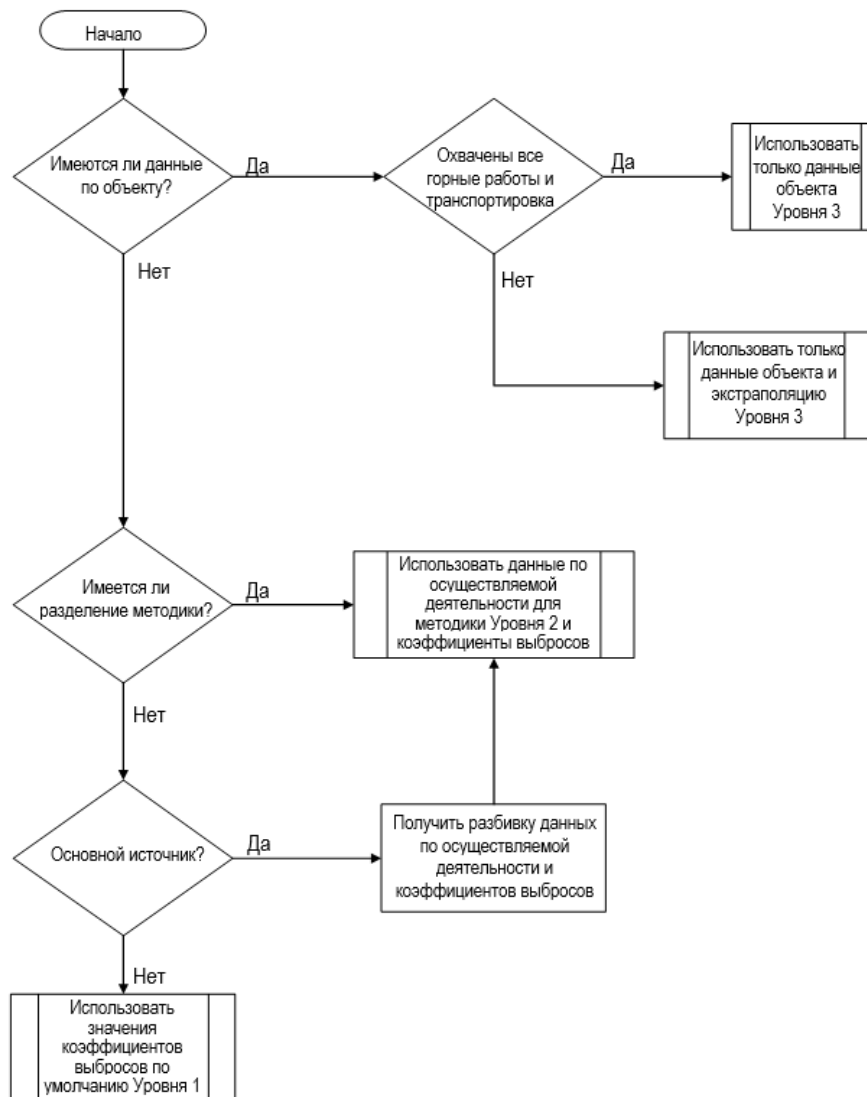 Начало
Имеются ли данные
по объекту?
Да
Охвачены все
горные работы и
транспортировка
Да
Использовать
только данные
объекта
Уровня 3
Нет
Нет
Использовать только
данные объекта и
экстраполяцию
Уровня 3
Имеется ли
разделение методики?
Да
Использовать данные по
осуществляемой
деятельности для
методики Уровня 2 и
коэффициенты выбросов
Нет
Основной источник?
Да
Получить разбивку данных
по осуществляемой
деятельности и
коэффициентов выбросов
Нет
Использовать
значения
коэффициентов
выбросов по
умолчанию Уровня 1